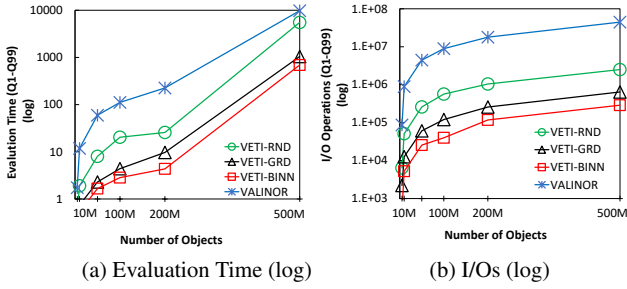 Evaluation Time (Q1-Q99)
(log)
10000
1000
100
10
1
10M
100M
200M
500M
Number of Objects
VETI-RND
VETI-GRD
VETI-BINN
VALINOR
(a) Evaluation Time (log)
I/O Operations (Q1-Q99)
(log)
1.E+08
1.E+07
1.E+06
1.E+05
1.E+04
1.E+03
10M
100M
200M
500M
Number of Objects
VETI-RND
VETI-GRD
VETI-BINN
VALINOR
(b) I/Os (log)